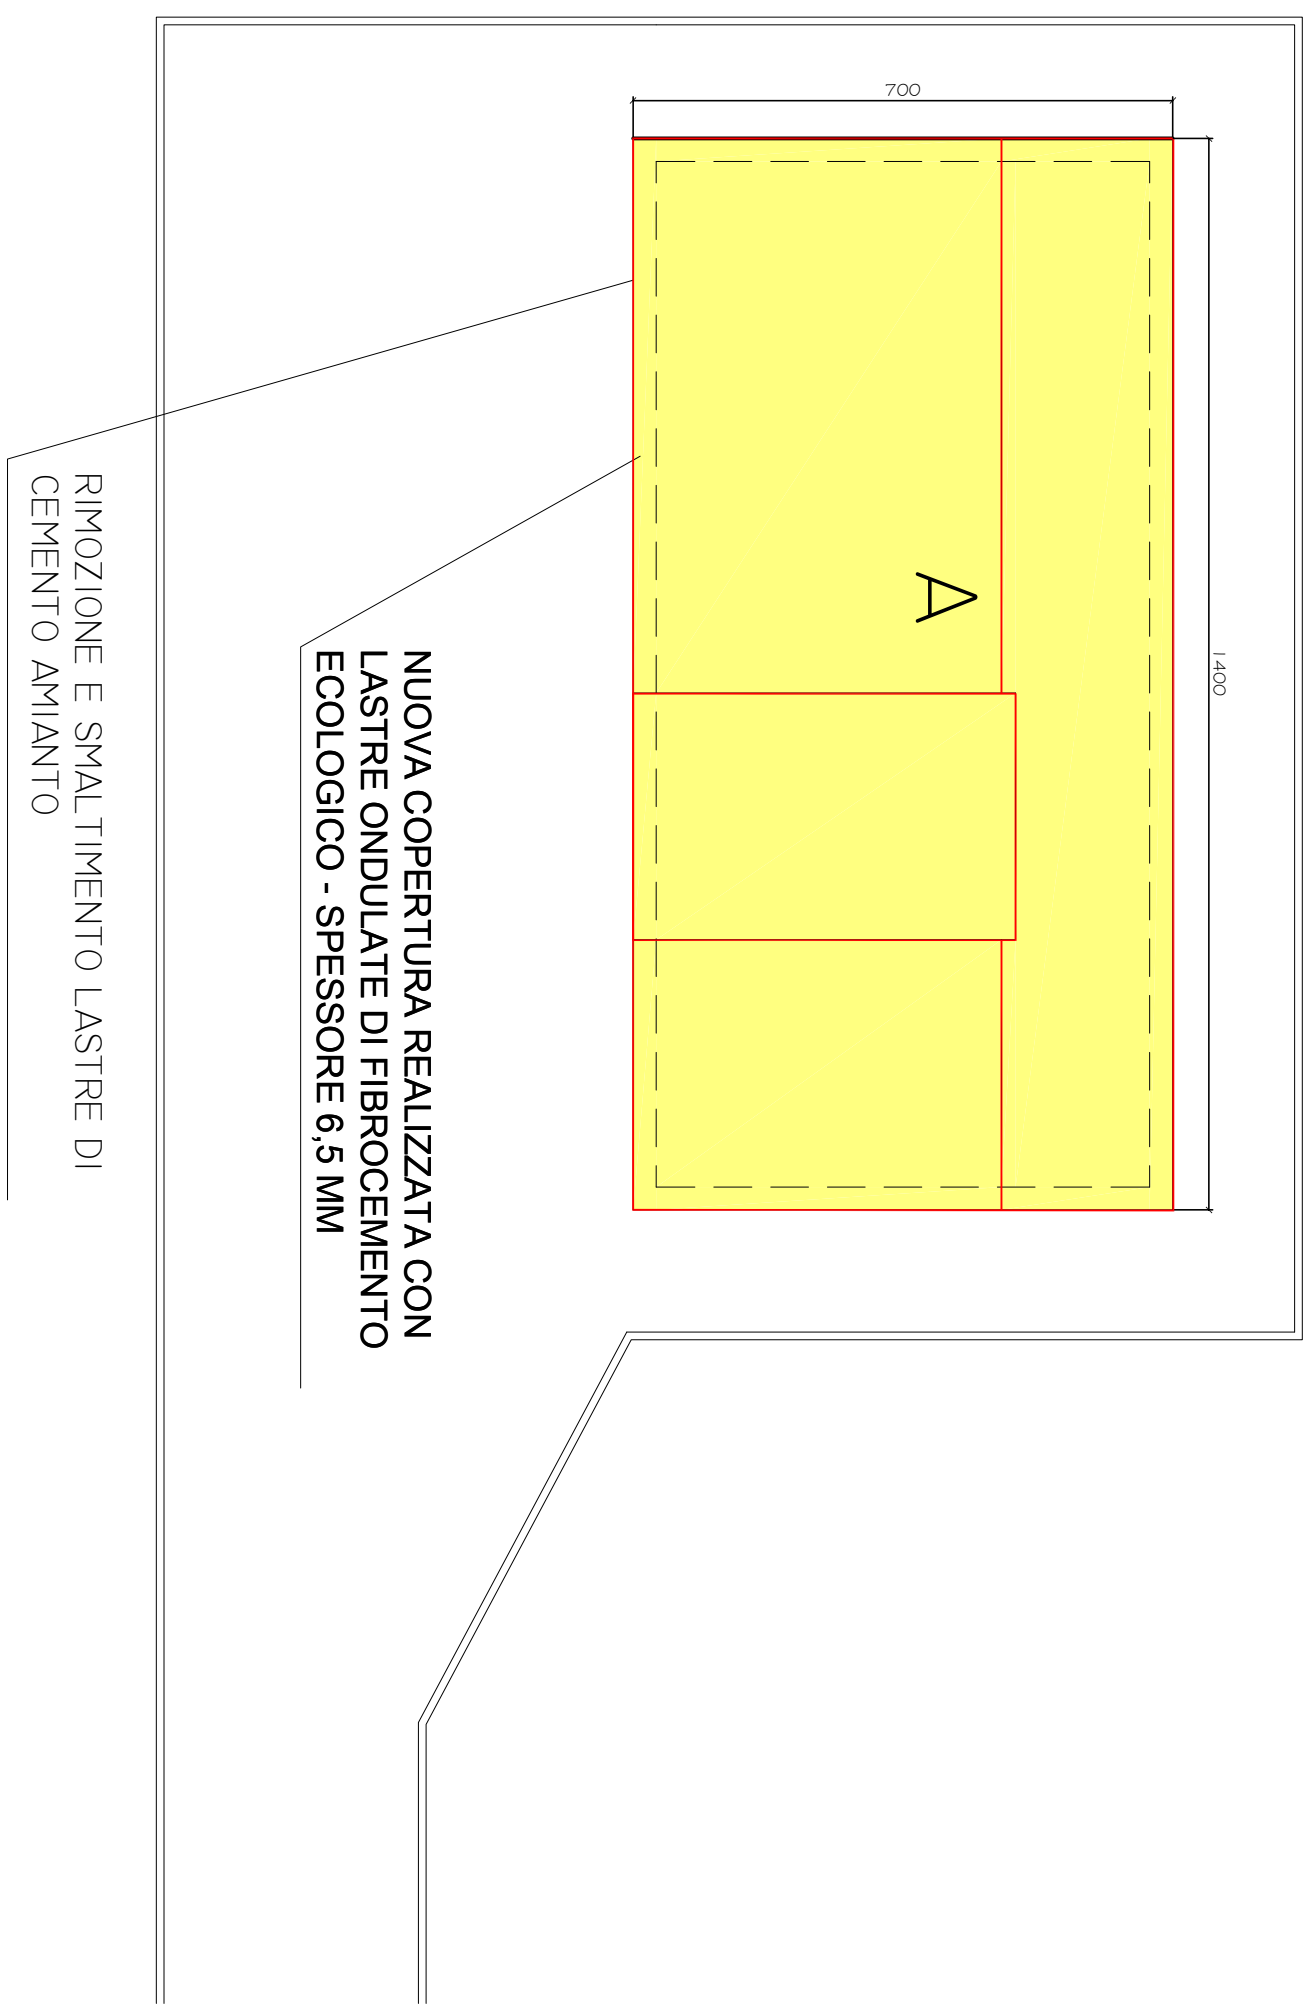 1400
700
A
NUOVA COPERTURA REALIZZATA CON
LASTRE ONDULATE DI FIBROCEMENTO
ECOLOGICO - SPESSORE 6,5 MM
RIMOZIONE E SMALTIMENTO LASTRE DI
CEMENTO AMIANTO